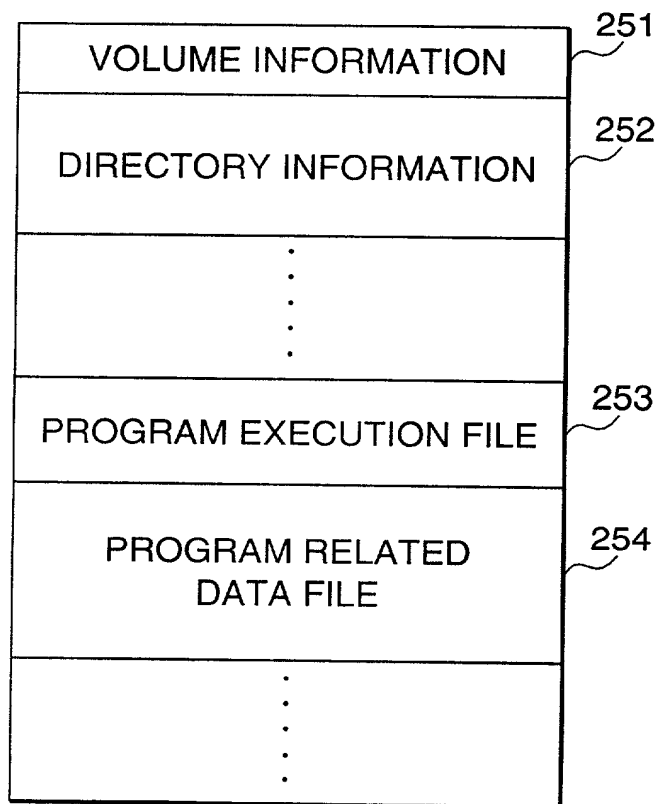 251
VOLUME INFORMATION
252
DIRECTORY INFORMATION
253
PROGRAM EXECUTION FILE
254
PROGRAM RELATED
DATA FILE